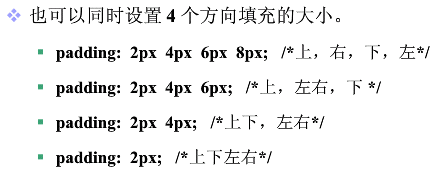 也可以同时设置 4 个方向填充的大小。
padding: 2px 4px 6px 8px; /*上，右，下，左*/
padding: 2px 4px 6px; /*上，左右，下 */
padding: 2px 4px; /*上下，左右*/
padding: 2px; /*上下左右*/